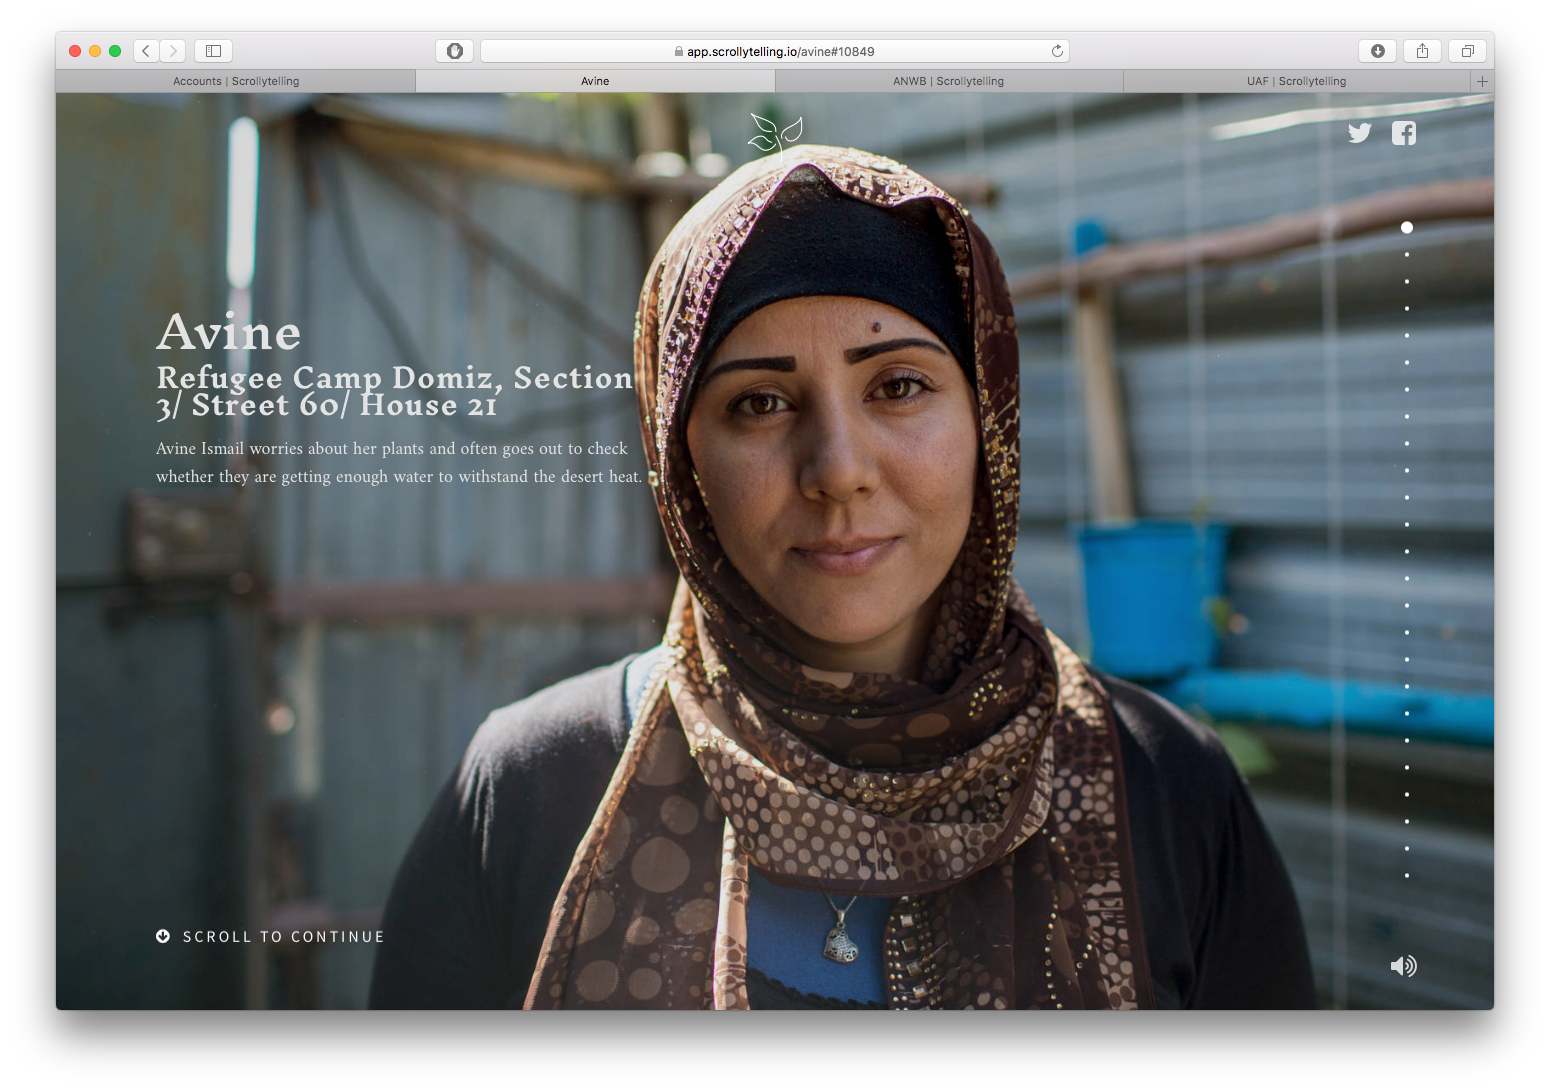 app.scrollytelling.io/avine#10849
Accounts | Scrollytelling
Avine
ANWB | Scrollytelling
UAF | Scrollytelling
Avine
Refugee Camp Domiz, Section
3/ Street 60/ House 21
Avine Ismail worries about her plants and often goes out to check
whether they are getting enough water to withstand the desert heat.
SCROLL TO CONTINUE